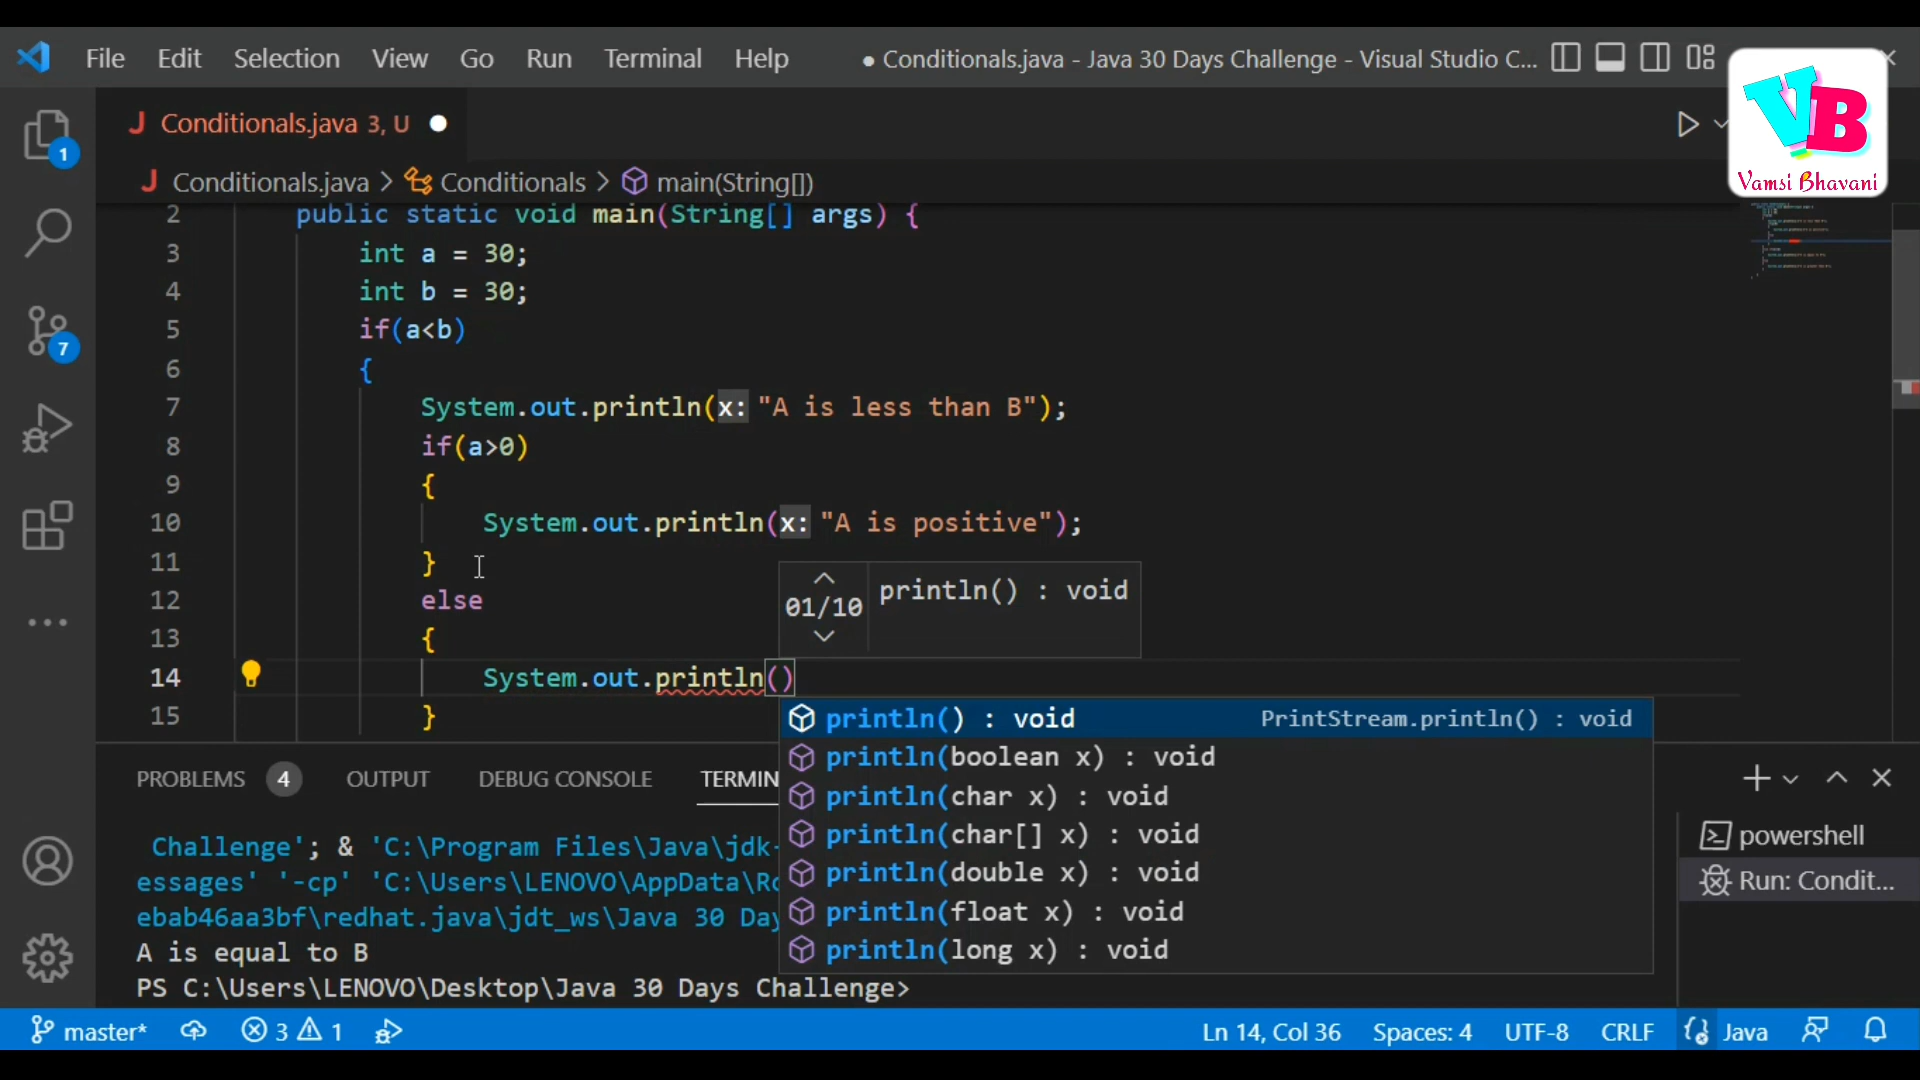 File Edit Selection View Go Run Terminal Help
● Conditionals.java - Java 30 Days Challenge - Visual Studio C...
VB
Vamsi Bhavani
J Conditionals.java 3, U ●
J Conditionals.java > Conditionals > main(String[])
2 public static void main(String[] args) {
3 int a = 30;
4 int b = 30;
5 if(a<b)
6 {
7 System.out.println(x: "A is less than B");
8 if(a>0)
9 {
10 System.out.println(x: "A is positive");
11 }
12 else
13 {
14 System.out.println()
15 }
01/10 println() : void
println() : void PrintStream.println() : void
println(boolean x) : void
println(char x) : void
println(char[] x) : void
println(double x) : void
println(float x) : void
println(long x) : void
1
7
PROBLEMS 4 OUTPUT DEBUG CONSOLE TERMIN
Challenge'; & 'C:\Program Files\Java\jdk-
essages' '-cp' 'C:\Users\LENOVO\AppData\Ro
ebab46aa3bf\redhat.java\jdt_ws\Java 30 Day
A is equal to B
PS C:\Users\LENOVO\Desktop\Java 30 Days Challenge>
powershell
Run: Condit...
master* 3 1 Ln 14, Col 36 Spaces: 4 UTF-8 CRLF Java